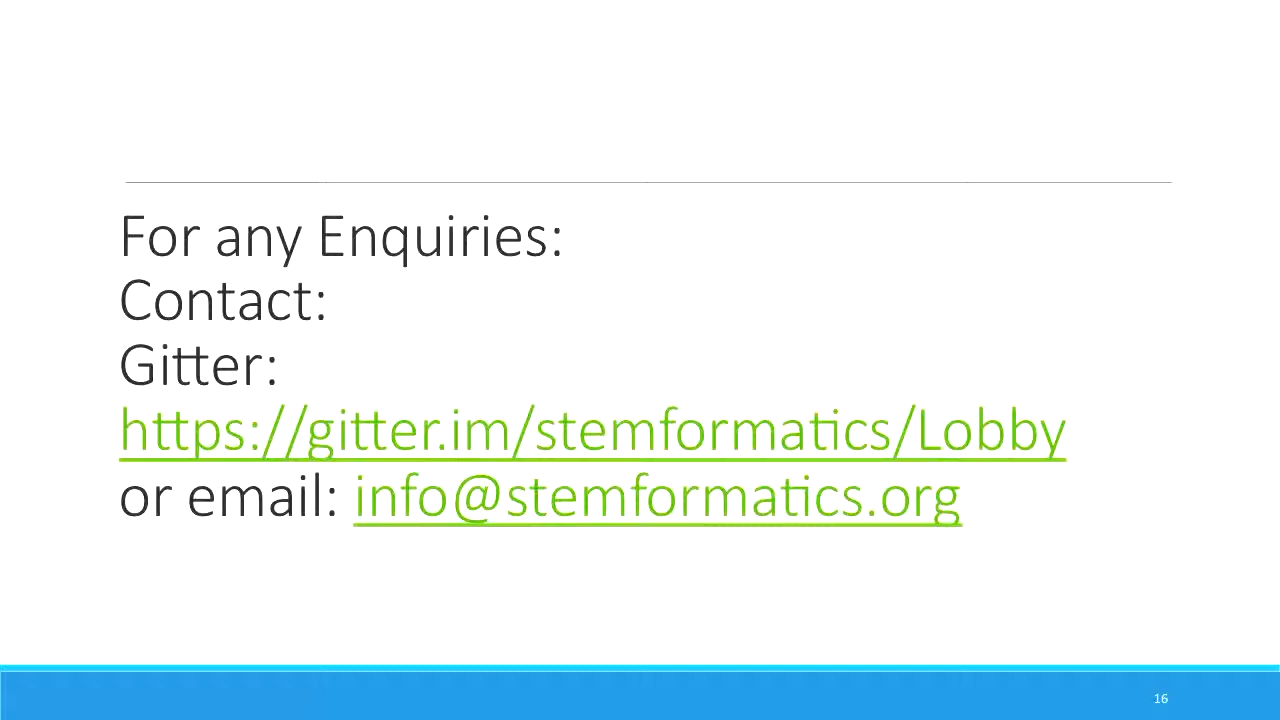 For any Enquiries:
Contact:
Gitter:
https://gitter.im/stemformatics/Lobby
or email: info@stemformatics.org
16